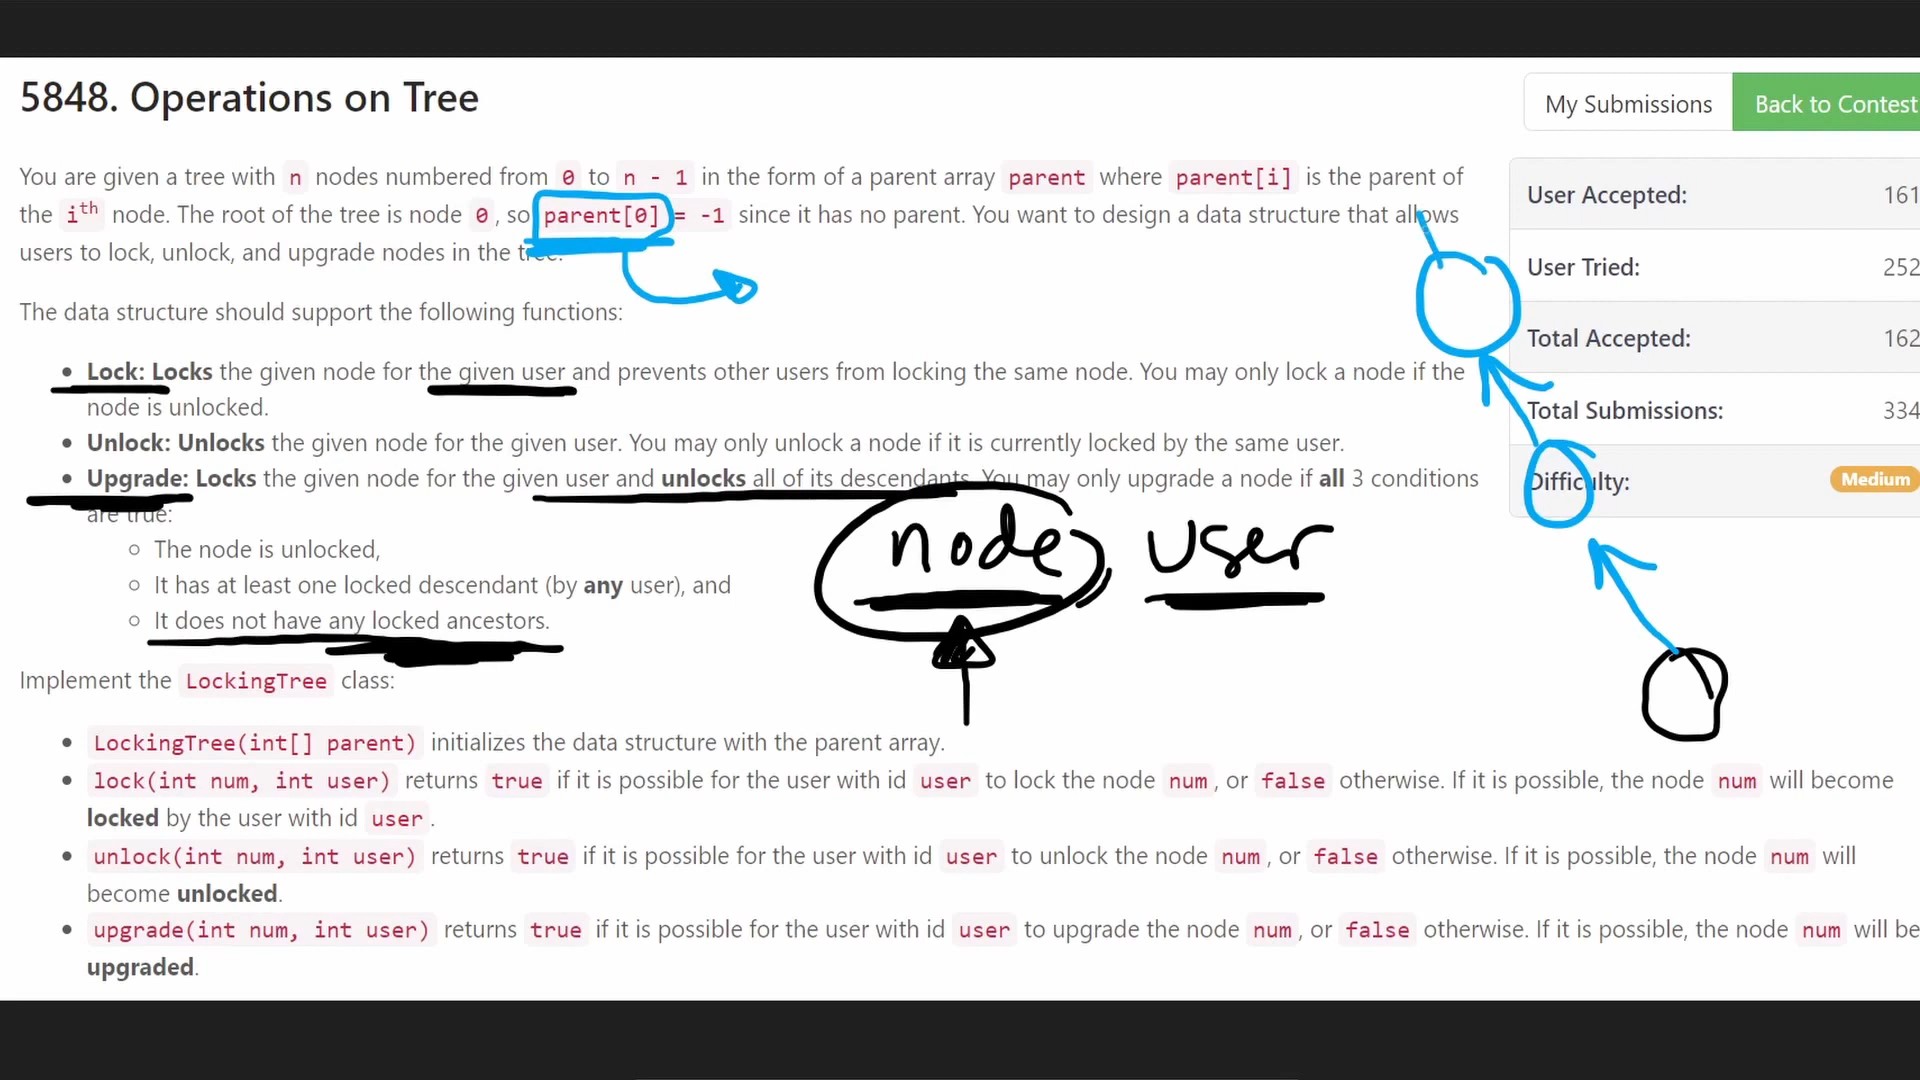 5848. Operations on Tree
My Submissions
Back to Contest
You are given a tree with n nodes numbered from 0 to n - 1 in the form of a parent array parent where parent[i] is the parent of
the ith node. The root of the tree is node 0, so parent[0] = -1 since it has no parent. You want to design a data structure that allows
users to lock, unlock, and upgrade nodes in the tree.
The data structure should support the following functions:
• Lock: Locks the given node for the given user and prevents other users from locking the same node. You may only lock a node if the
node is unlocked.
• Unlock: Unlocks the given node for the given user. You may only unlock a node if it is currently locked by the same user.
• Upgrade: Locks the given node for the given user and unlocks all of its descendants. You may only upgrade a node if all 3 conditions
are true:
○ The node is unlocked,
○ It has at least one locked descendant (by any user), and
○ It does not have any locked ancestors.
node user
Implement the LockingTree class:
• LockingTree(int[] parent) initializes the data structure with the parent array.
• lock(int num, int user) returns true if it is possible for the user with id user to lock the node num, or false otherwise. If it is possible, the node num will become
locked by the user with id user.
• unlock(int num, int user) returns true if it is possible for the user with id user to unlock the node num, or false otherwise. If it is possible, the node num will
become unlocked.
• upgrade(int num, int user) returns true if it is possible for the user with id user to upgrade the node num, or false otherwise. If it is possible, the node num will be
upgraded.
User Accepted: 161
User Tried: 252
Total Accepted: 162
Total Submissions: 334
Difficulty: Medium